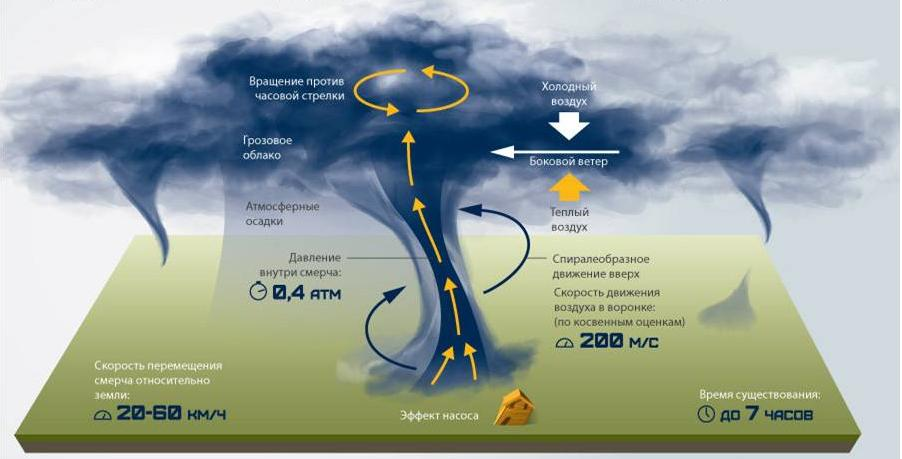 Вращение против
часовой стрелки
Холодный
воздух
Грозовое
облако
Боковой ветер
Атмосферные
осадки
Теплый
воздух
Давление
внутри смерча:
0,4 АТМ
Спиралеобразное
движение вверх
Скорость движения
воздуха в воронке:
(по косвенным оценкам)
200 М/С
Скорость перемещения
смерча относительно
земли:
20-60 КМ/Ч
Эффект насоса
Время существования:
ДО 7 ЧАСОВ